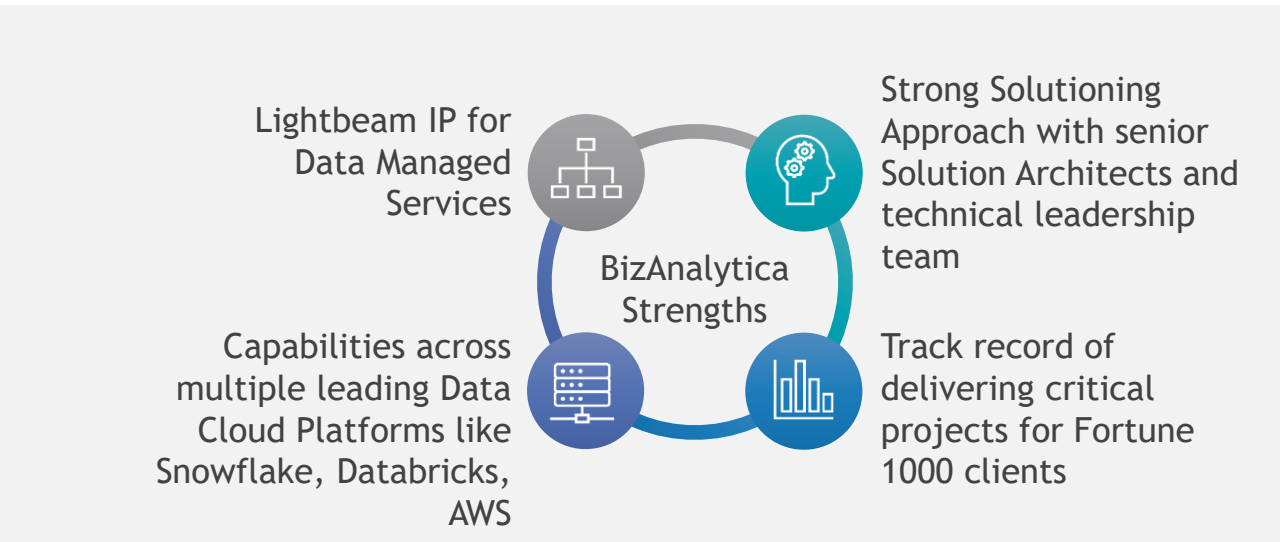 Lightbeam IP for
Data Managed
Services
Strong Solutioning
Approach with senior
Solution Architects and
technical leadership
team
BizAnalytica
Strengths
Capabilities across
multiple leading Data
Cloud Platforms like
Snowflake, Databricks,
AWS
Track record of
delivering critical
projects for Fortune
1000 clients